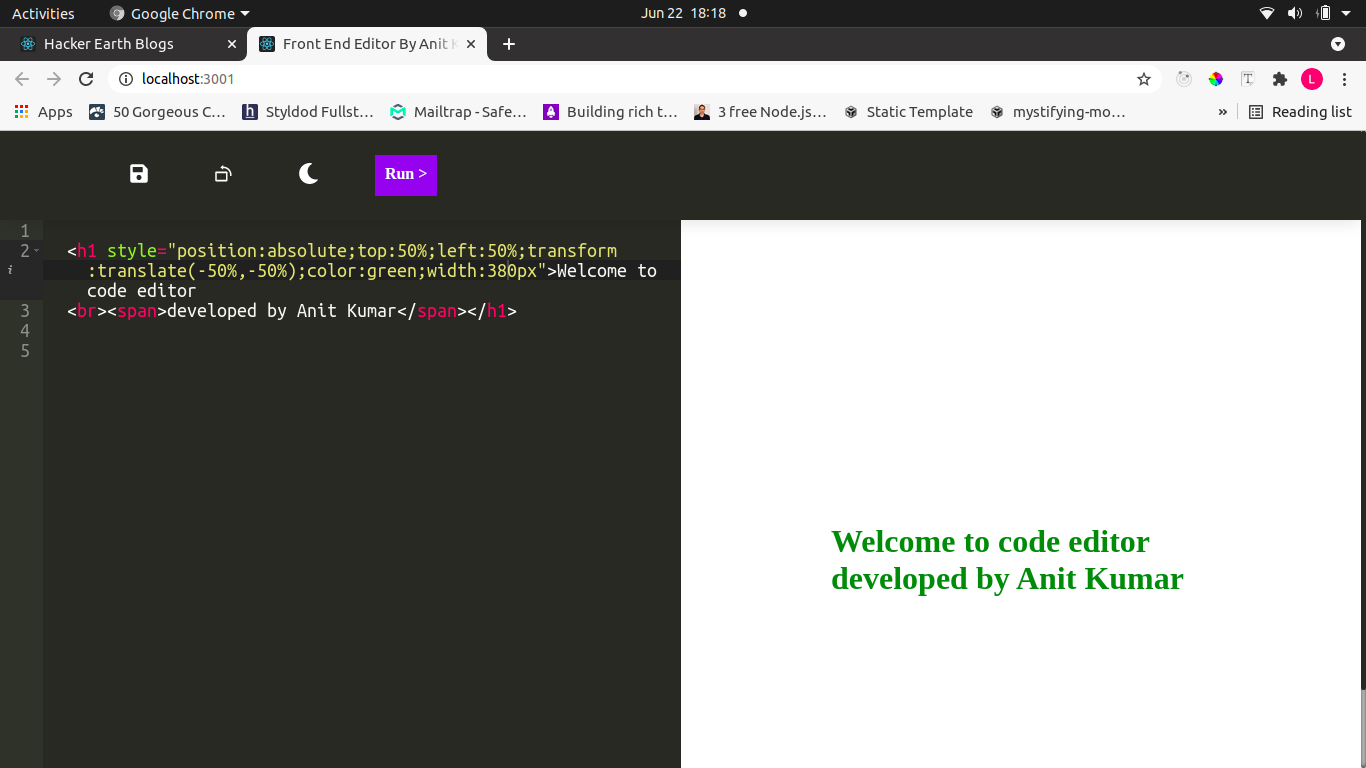 Activities Google Chrome Jun 22 18:18
Hacker Earth Blogs Front End Editor By Anit K
localhost:3001 L
Apps 50 Gorgeous C… Styldod Fullst… Mailtrap - Safe… Building rich t… 3 free Node.js… Static Template mystifying-mo… » Reading list
Run >
1
2 <h1 style="position:absolute;top:50%;left:50%;transform
:translate(-50%,-50%);color:green;width:380px">Welcome to
code editor
3 <br><span>developed by Anit Kumar</span></h1>
4
5
Welcome to code editor
developed by Anit Kumar